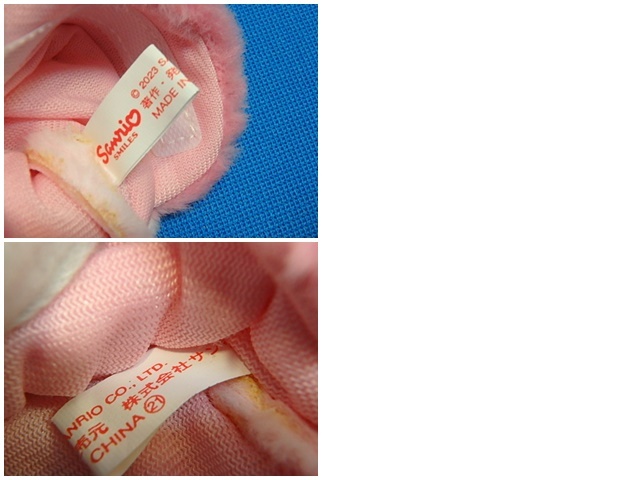 Sanrio
SMILES
© 2023 S
著作・発
MADE IN
NRIO CO., LTD.
売元 株式会社サン
CHINA ㉑